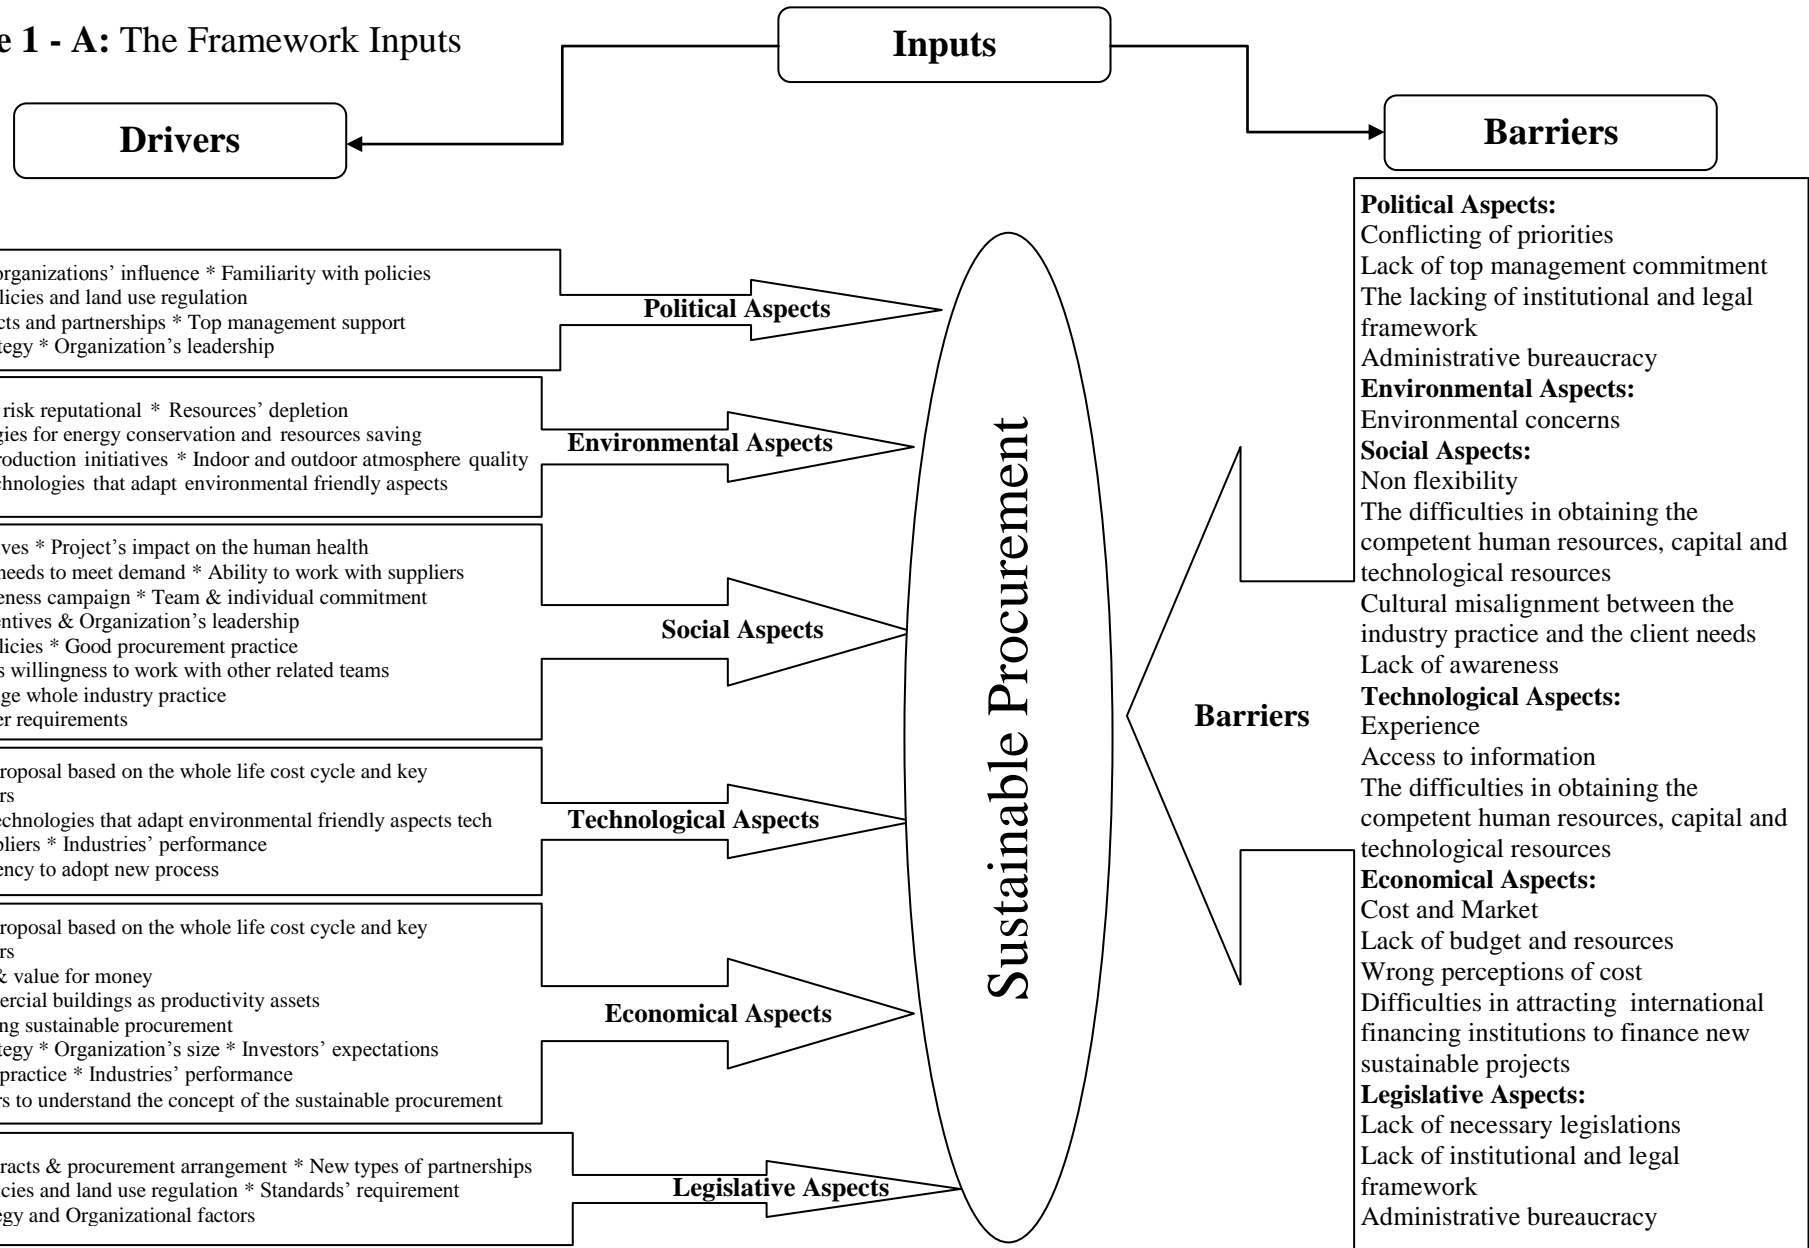 e 1 - A: The Framework Inputs
Inputs
Drivers
Barriers
organizations’ influence * Familiarity with policies
licies and land use regulation
cts and partnerships * Top management support
tegy * Organization’s leadership
Political Aspects
risk reputational * Resources’ depletion
gies for energy conservation and resources saving
roduction initiatives * Indoor and outdoor atmosphere quality
chnologies that adapt environmental friendly aspects
Environmental Aspects
ves * Project’s impact on the human health
needs to meet demand * Ability to work with suppliers
eness campaign * Team & individual commitment
entives & Organization’s leadership
licies * Good procurement practice
s willingness to work with other related teams
ge whole industry practice
er requirements
Social Aspects
roposal based on the whole life cost cycle and key
rs
echnologies that adapt environmental friendly aspects tech
pliers * Industries’ performance
ency to adopt new process
Technological Aspects
roposal based on the whole life cost cycle and key
rs
& value for money
ercial buildings as productivity assets
ng sustainable procurement
tegy * Organization’s size * Investors’ expectations
practice * Industries’ performance
rs to understand the concept of the sustainable procurement
Economical Aspects
racts & procurement arrangement * New types of partnerships
icies and land use regulation * Standards’ requirement
egy and Organizational factors
Legislative Aspects
Sustainable Procurement
Barriers
Political Aspects:
Conflicting of priorities
Lack of top management commitment
The lacking of institutional and legal
framework
Administrative bureaucracy
Environmental Aspects:
Environmental concerns
Social Aspects:
Non flexibility
The difficulties in obtaining the
competent human resources, capital and
technological resources
Cultural misalignment between the
industry practice and the client needs
Lack of awareness
Technological Aspects:
Experience
Access to information
The difficulties in obtaining the
competent human resources, capital and
technological resources
Economical Aspects:
Cost and Market
Lack of budget and resources
Wrong perceptions of cost
Difficulties in attracting international
financing institutions to finance new
sustainable projects
Legislative Aspects:
Lack of necessary legislations
Lack of institutional and legal
framework
Administrative bureaucracy